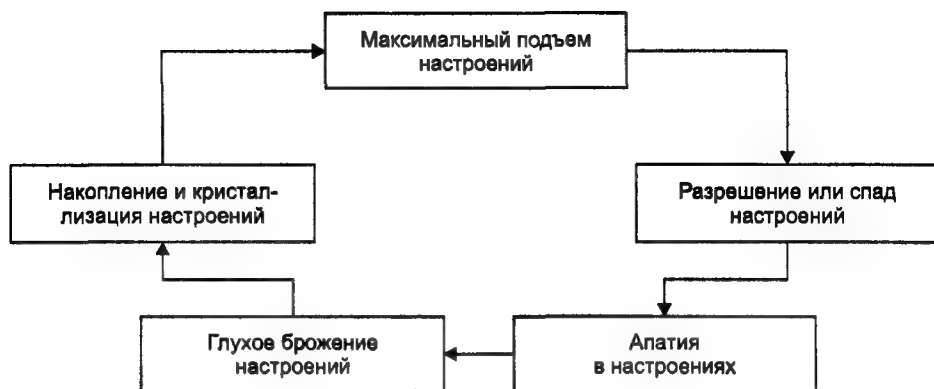 Максимальный подъем
настроений
Накопление и кристал-
лизация настроений
Разрешение или спад
настроений
Глухое брожение
настроений
Апатия
в настроениях